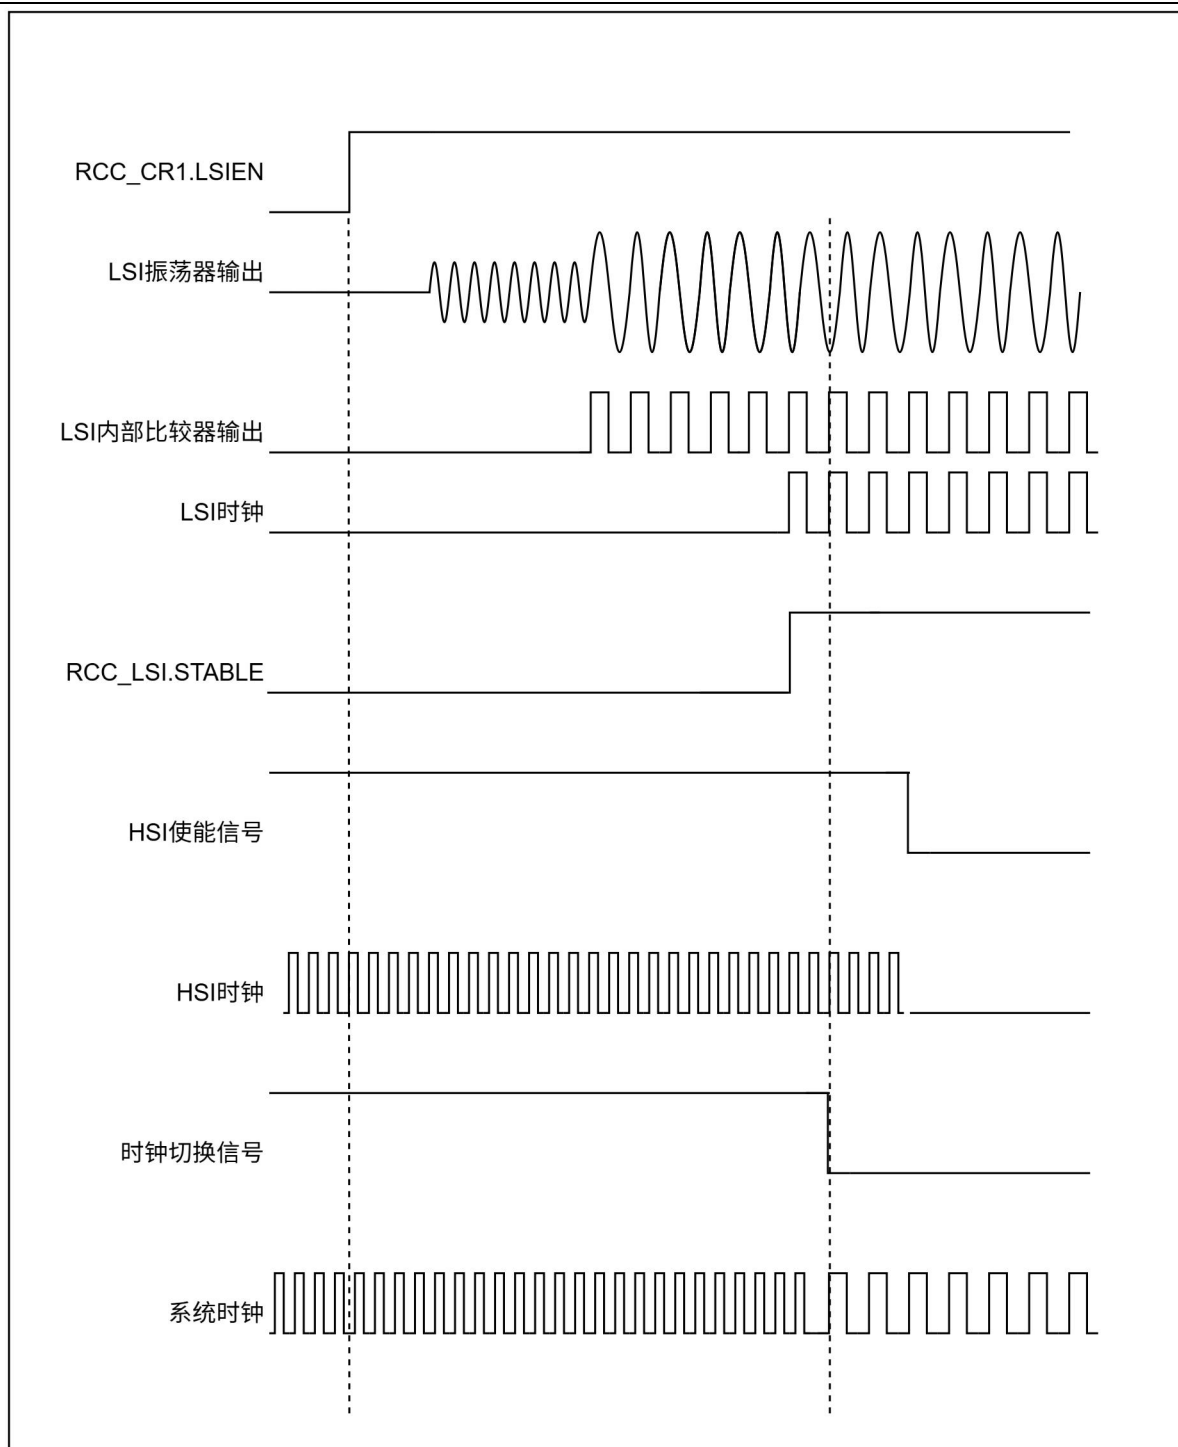 RCC_CR1.LSIEN
LSI振荡器输出
LSI内部比较器输出
LSI时钟
RCC_LSI.STABLE
HSI使能信号
HSI时钟
时钟切换信号
系统时钟